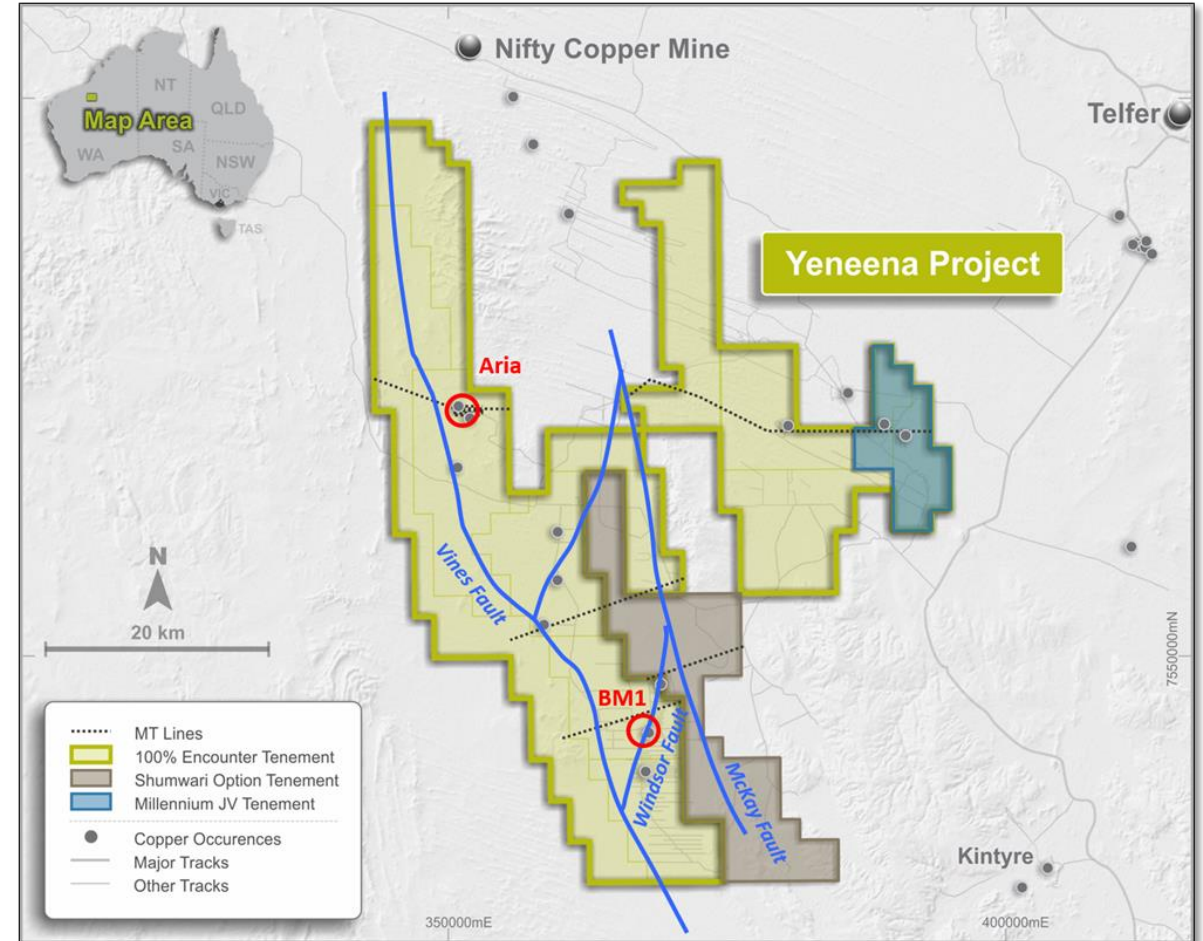 Nifty Copper Mine
Telfer
NT
QLD
Map Area
WA
SA
NSW
VIC
TAS
Yeneena Project
Aria
Vines Fault
N
20 km
7550000mN
BM1
Windsor Fault
McKay Fault
Kintyre
MT Lines
100% Encounter Tenement
Shumwari Option Tenement
Millennium JV Tenement
Copper Occurences
Major Tracks
Other Tracks
350000mE
400000mE